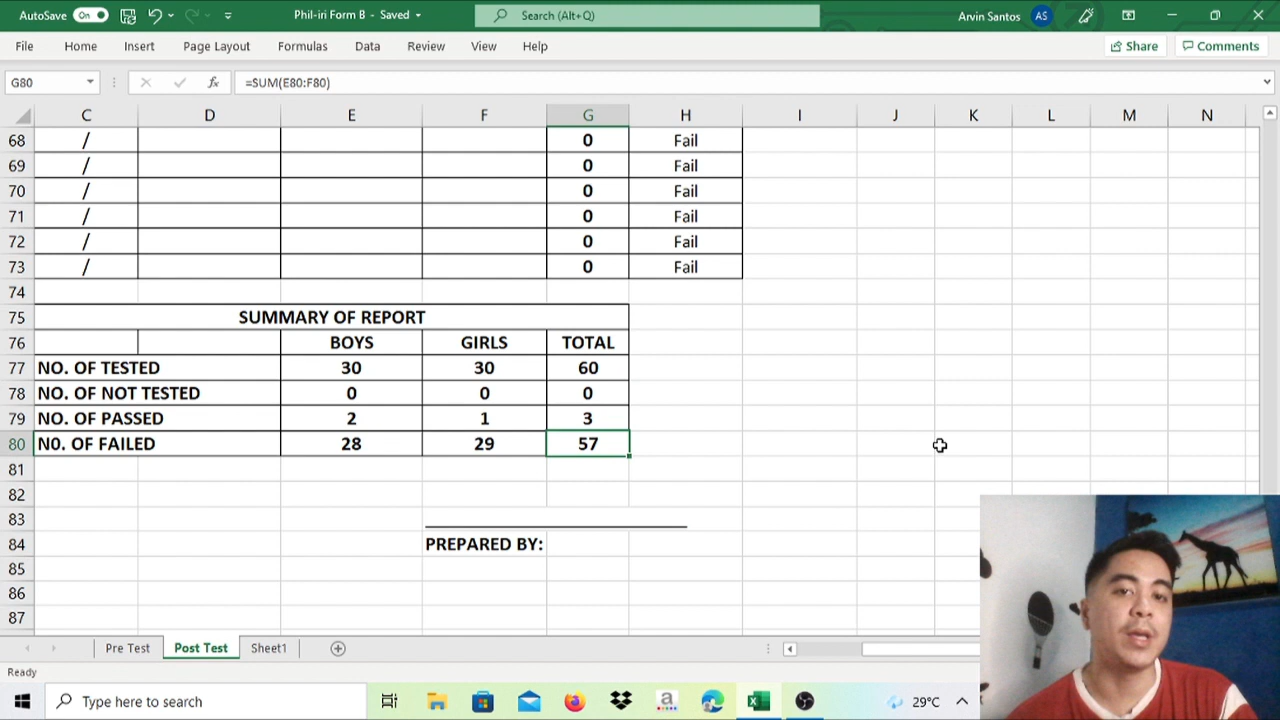 AutoSave On Phil-iri Form B - Saved Search (Alt+Q) Arvin Santos AS
File Home Insert Page Layout Formulas Data Review View Help Share Comments
G80 fx =SUM(E80:F80)
C D E F G H I J K L M N
68 / 0 Fail
69 / 0 Fail
70 / 0 Fail
71 / 0 Fail
72 / 0 Fail
73 / 0 Fail
74
75 SUMMARY OF REPORT
76 BOYS GIRLS TOTAL
77 NO. OF TESTED 30 30 60
78 NO. OF NOT TESTED 0 0 0
79 NO. OF PASSED 2 1 3
80 N0. OF FAILED 28 29 57
81
82
83
84 PREPARED BY:
85
86
87
Pre Test Post Test Sheet1
Ready
Type here to search a 29°C